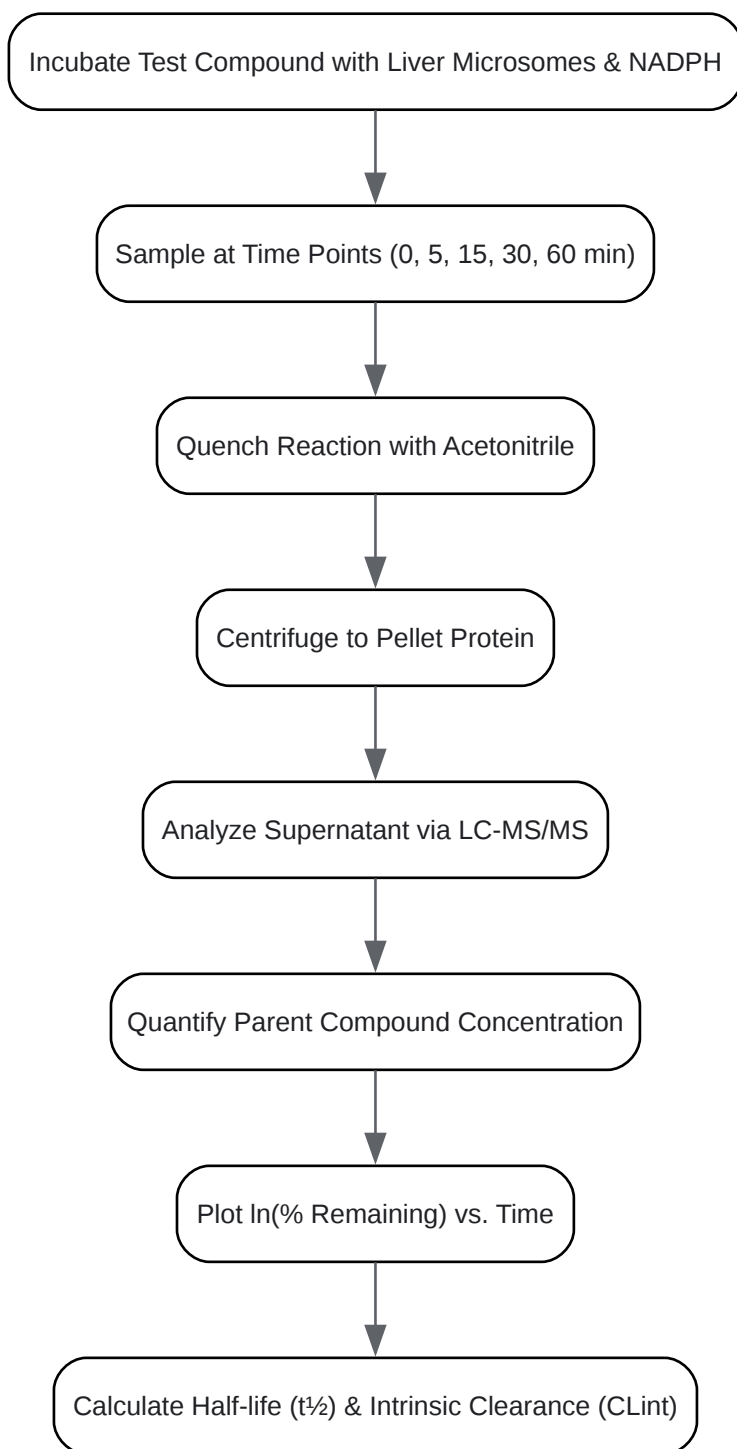 Incubate Test Compound with Liver Microsomes & NADPH
Sample at Time Points (0, 5, 15, 30, 60 min)
Quench Reaction with Acetonitrile
Centrifuge to Pellet Protein
Analyze Supernatant via LC-MS/MS
Quantify Parent Compound Concentration
Plot ln(% Remaining) vs. Time
Calculate Half-life (t½) & Intrinsic Clearance (CLint)